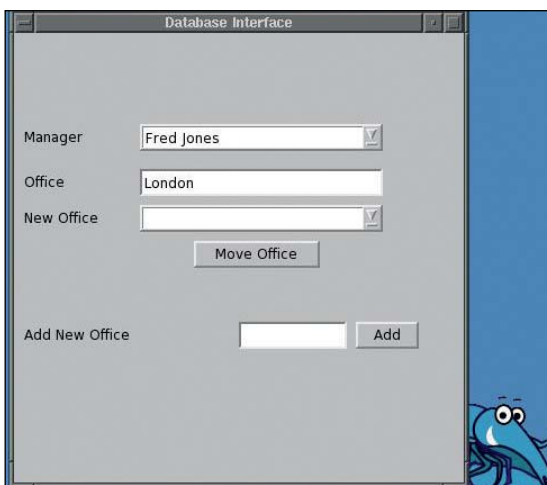 Database Interface
Manager
Fred Jones
Office
London
New Office
Move Office
Add New Office
Add